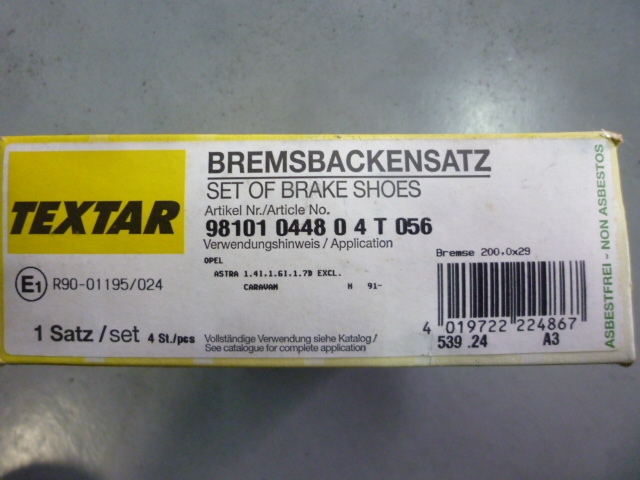 TEXTAR
BREMSBACKENSATZ
SET OF BRAKE SHOES
Artikel Nr./Article No.
98101 0448 0 4 T 056
Verwendungshinweis / Application
OPEL
ASTRA 1.4I,1.6I,1.7D EXCL.
CARAVAN M 91-
E1 R90-01195/024
1 Satz/set 4 St./pcs
Vollständige Verwendung siehe Katalog/
See catalogue for complete application
Bremse 200,0x29
4 019722 224867
539 .24 A3
ASBESTFREI - NON ASBESTOS